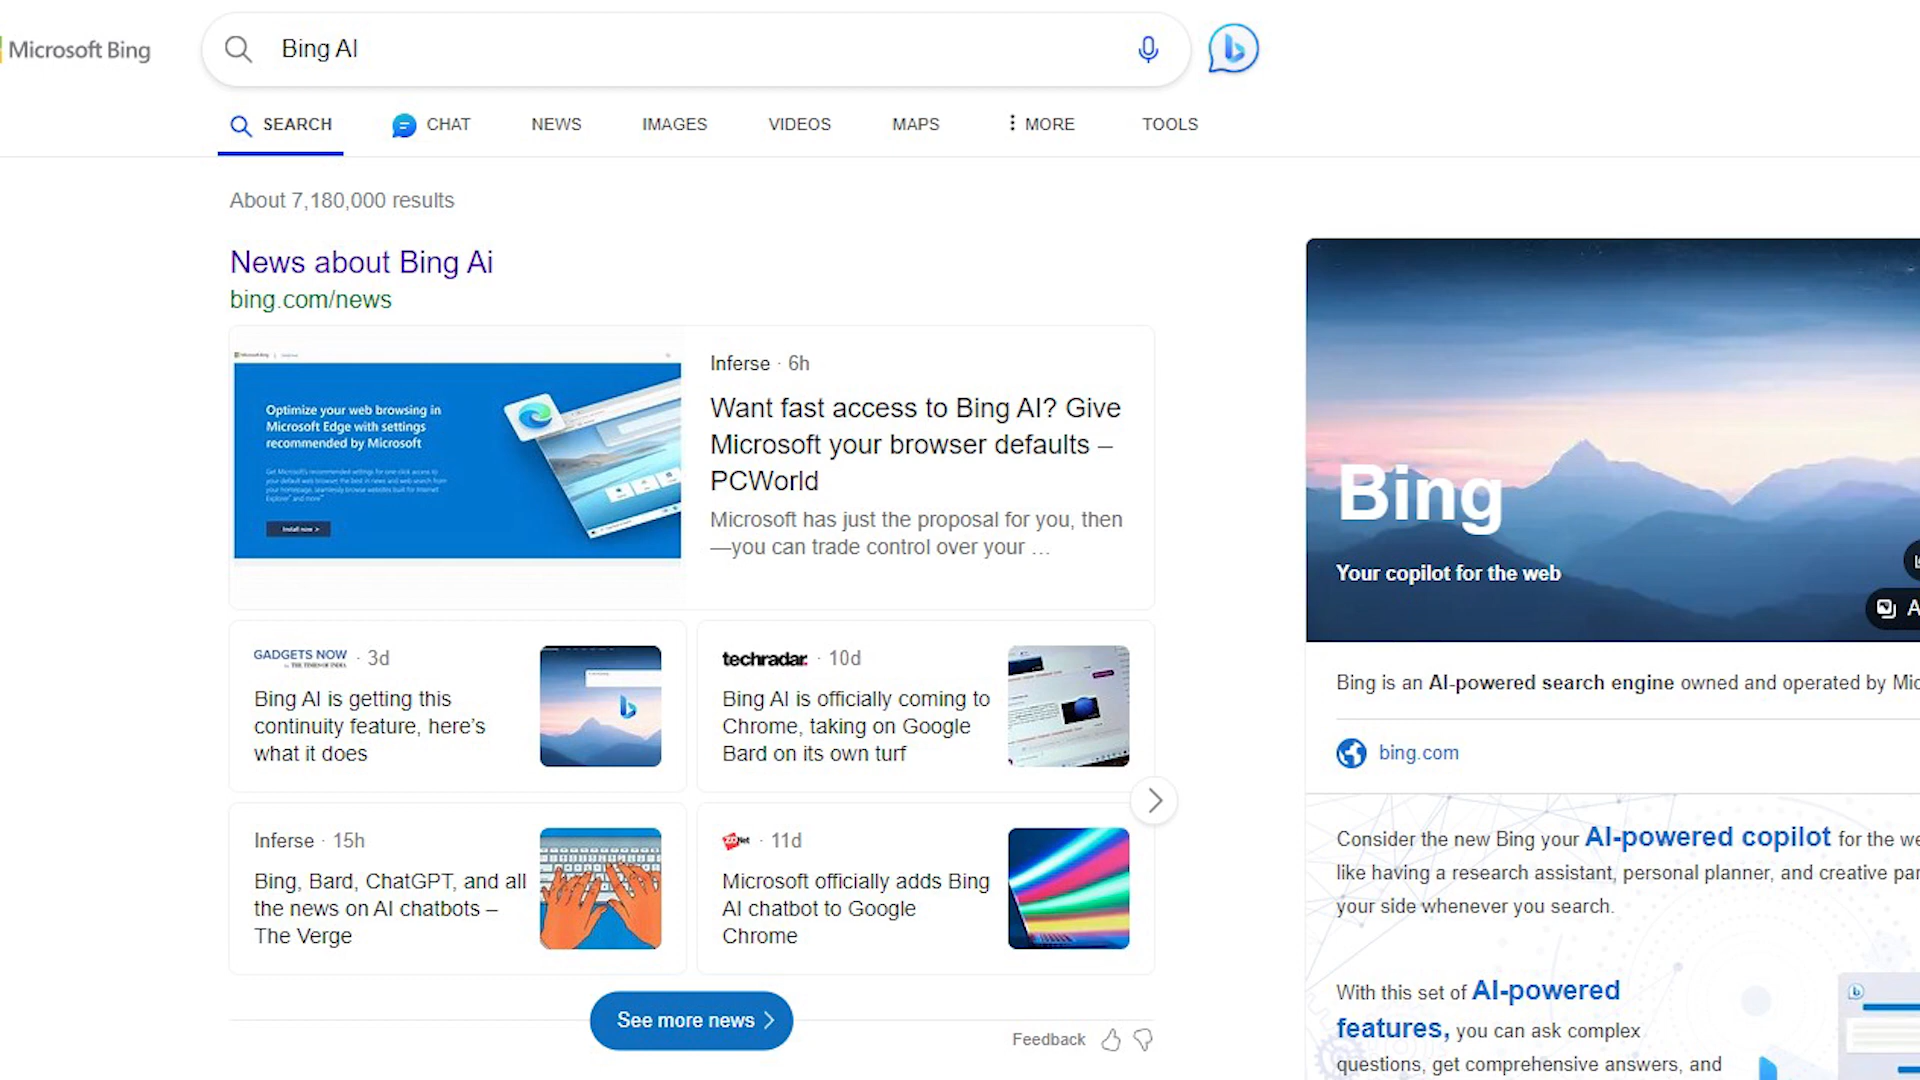 Microsoft Bing
Bing AI
SEARCH
CHAT
NEWS
IMAGES
VIDEOS
MAPS
MORE
TOOLS
About 7,180,000 results
News about Bing Ai
bing.com/news
Optimize your web browsing in
Microsoft Edge with settings
recommended by Microsoft
Install now >
Inferse · 6h
Want fast access to Bing AI? Give
Microsoft your browser defaults –
PCWorld
Microsoft has just the proposal for you, then
—you can trade control over your …
GADGETS NOW · 3d
Bing AI is getting this
continuity feature, here's
what it does
techradar. · 10d
Bing AI is officially coming to
Chrome, taking on Google
Bard on its own turf
Inferse · 15h
Bing, Bard, ChatGPT, and all
the news on AI chatbots –
The Verge
ZDNet · 11d
Microsoft officially adds Bing
AI chatbot to Google
Chrome
See more news
Feedback
Bing
Your copilot for the web
Bing is an AI-powered search engine owned and operated by Mic
bing.com
Consider the new Bing your AI-powered copilot for the we
like having a research assistant, personal planner, and creative par
your side whenever you search.
With this set of AI-powered
features, you can ask complex
questions, get comprehensive answers, and